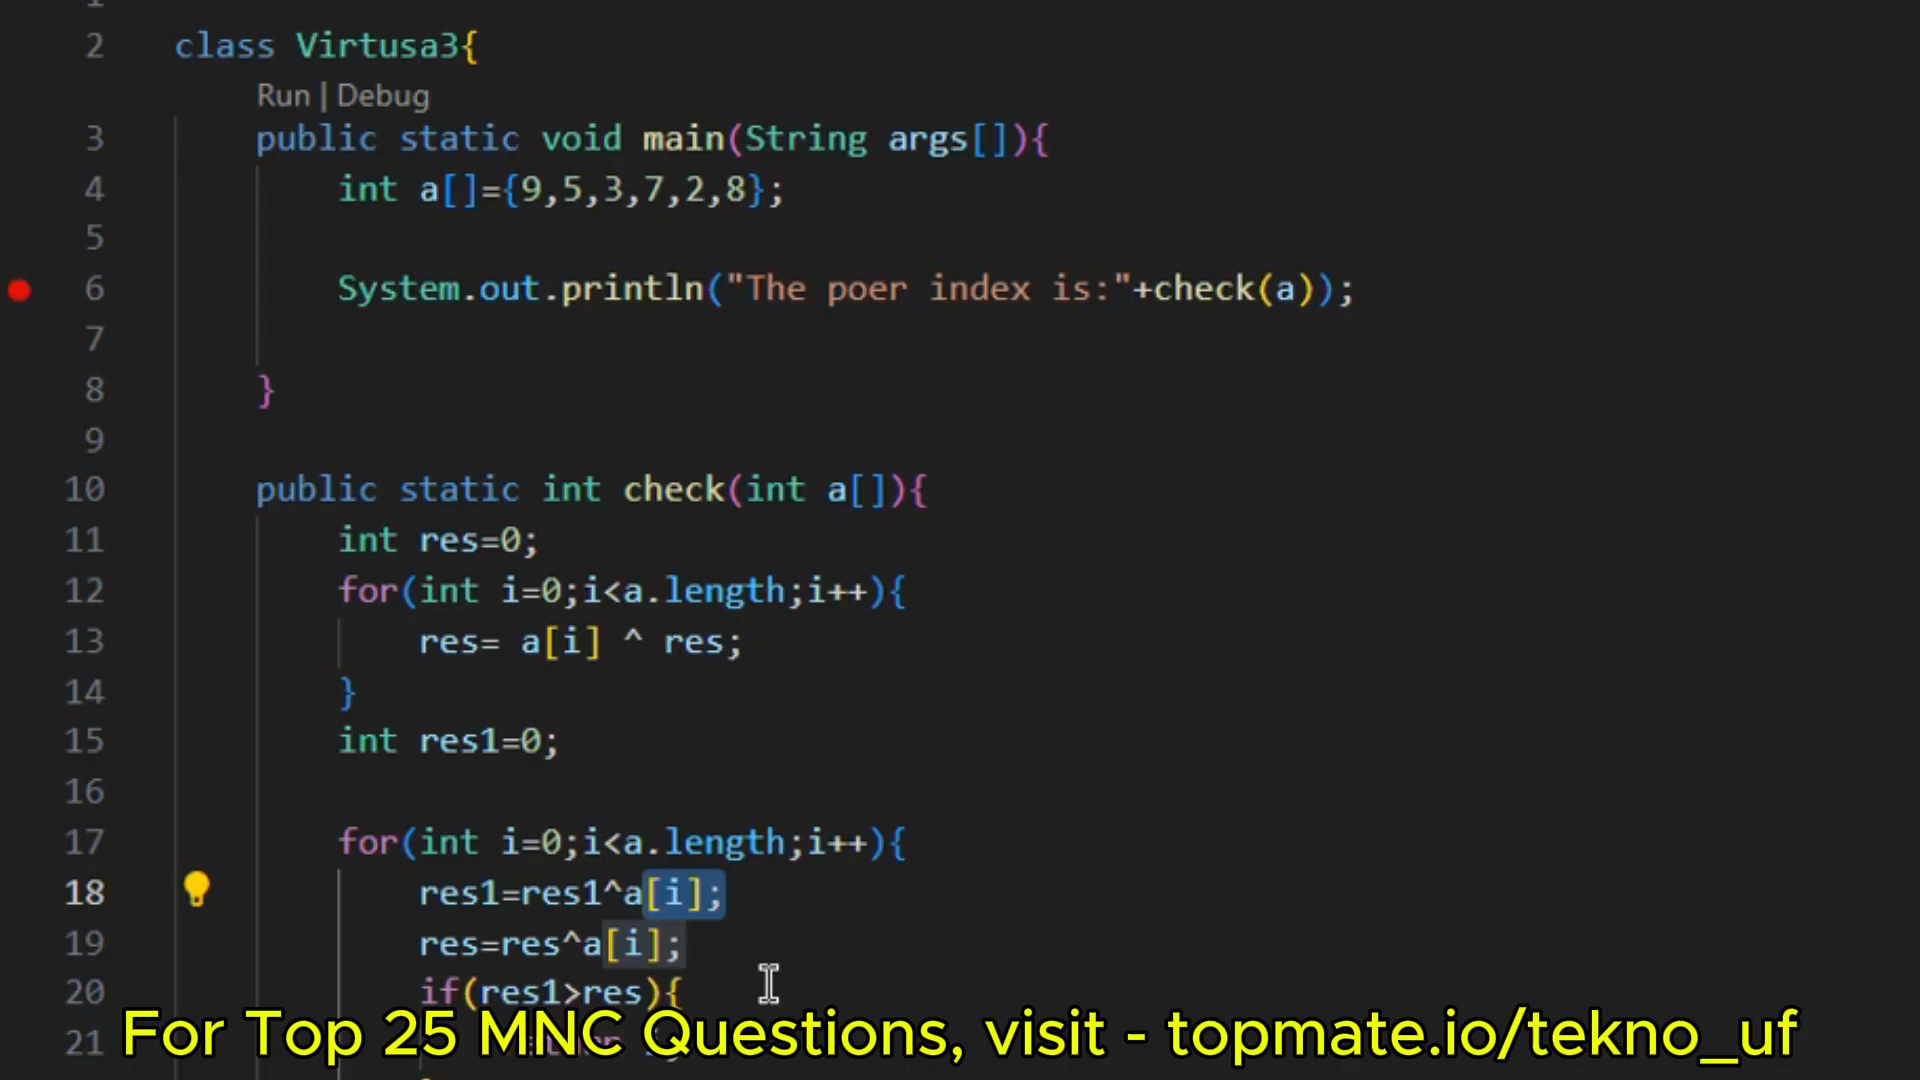 1
2 class Virtusa3{
Run | Debug
3 public static void main(String args[]){
4 int a[]={9,5,3,7,2,8};
5
6 System.out.println("The poer index is:"+check(a));
7
8 }
9
10 public static int check(int a[]){
11 int res=0;
12 for(int i=0;i<a.length;i++){
13 res= a[i] ^ res;
14 }
15 int res1=0;
16
17 for(int i=0;i<a.length;i++){
18 res1=res1^a[i];
19 res=res^a[i];
20 if(res1>res){
21
For Top 25 MNC Questions, visit - topmate.io/tekno_uf